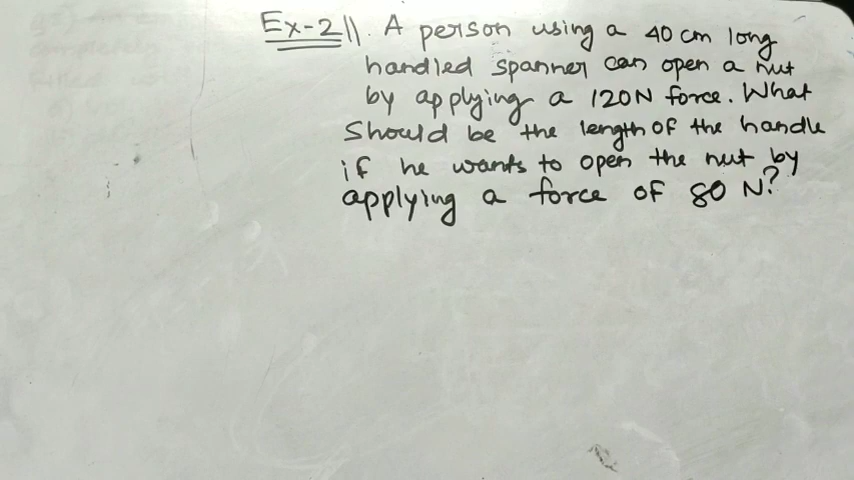 Ex-2||. A person using a 40 cm long
handled spanner can open a nut
by applying a 120N force. What
Should be the length of the handle
if he wants to open the nut by
applying a force of 80 N?